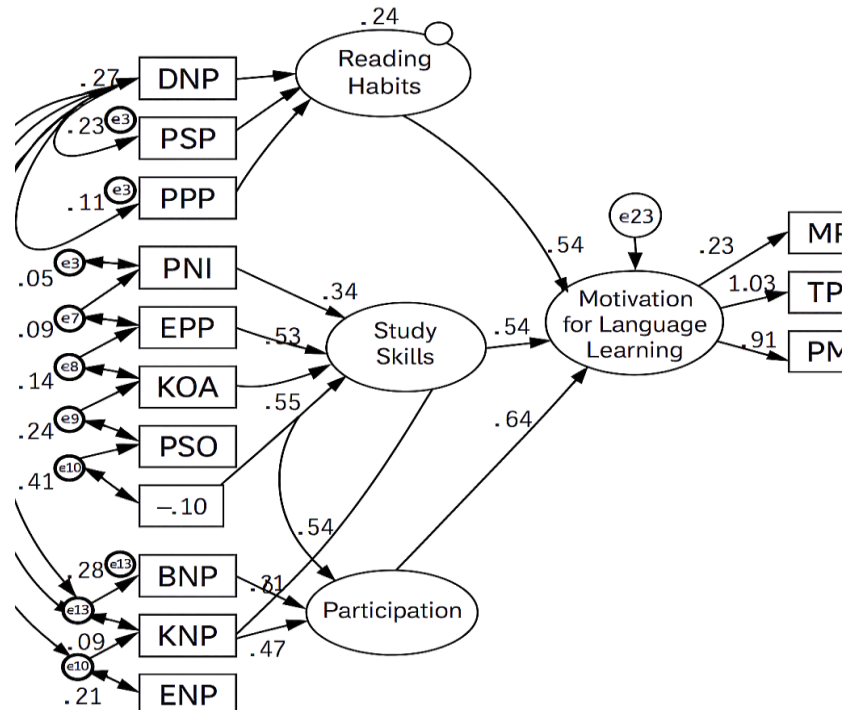 .24
Reading
Habits
.27
DNP
.23
e3
PSP
.11
e3
PPP
.05
e3
PNI
.34
.09
e7
EPP
.53
.14
e8
KOA
.55
.24
e9
PSO
.41
e10
–.10
Study
Skills
.54
.54
e23
Motivation
for Language
Learning
.23
1.03
TP
.91
.64
.54
.28
e13
BNP
e13
KNP
.47
.09
e10
.21
ENP
Participation